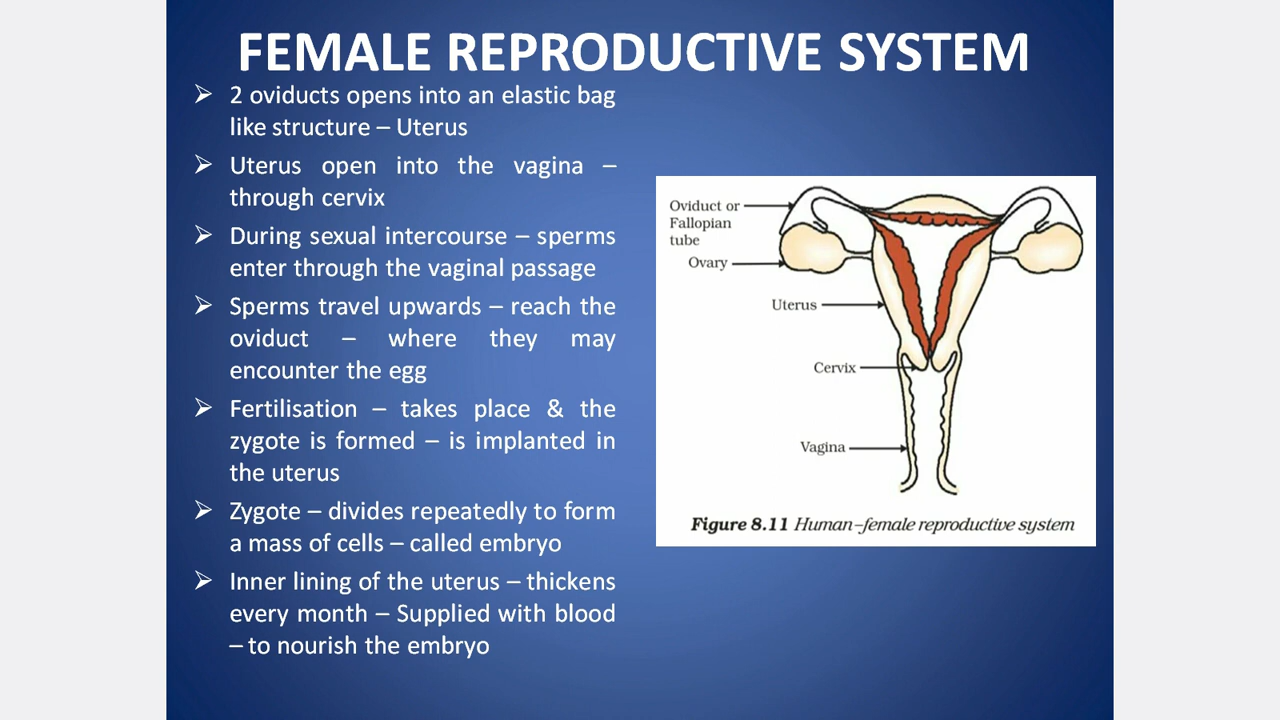 FEMALE REPRODUCTIVE SYSTEM
➢ 2 oviducts opens into an elastic bag
like structure – Uterus
➢ Uterus open into the vagina –
through cervix
➢ During sexual intercourse – sperms
enter through the vaginal passage
➢ Sperms travel upwards – reach the
oviduct – where they may
encounter the egg
➢ Fertilisation – takes place & the
zygote is formed – is implanted in
the uterus
➢ Zygote – divides repeatedly to form
a mass of cells – called embryo
➢ Inner lining of the uterus – thickens
every month – Supplied with blood
– to nourish the embryo
Oviduct or
Fallopian
tube
Ovary
Uterus
Cervix
Vagina
Figure 8.11 Human–female reproductive system